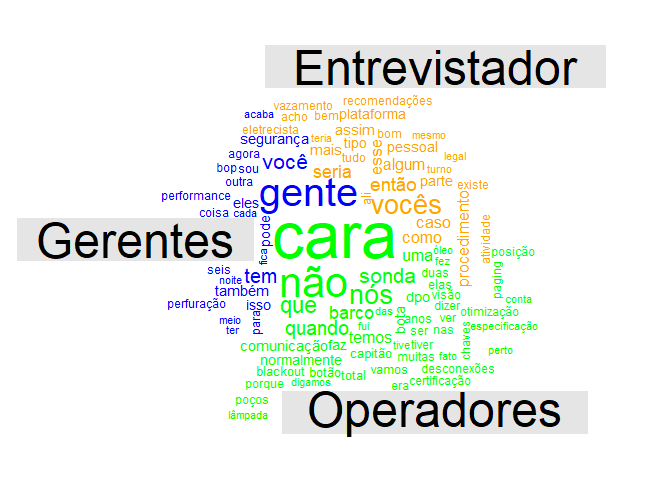 Entrevistador
vazamento recomendações
acaba acho bem plataforma
eletrecista teria assim bom mesmo
segurança mais tipo esse pessoal
agora você tudo algum legal
bop sou seria turno
outra gente então parte existe
performance eles ali vocês
coisa cada pode cara caso procedimento atividade
Gerentes como
fica uma óleo posição
seis tem não sonda fez paging
noite também nós duas elas
perfuração isso que dpo visão conta
meio para barco das anos dizer otimização
ter quando fui bota ver especificação
temos ser nas
comunicação faz tive tiver chaves perto
normalmente capitão muitas fato
blackout botão vamos desconexões
porque digamos total era certificação
poços
lâmpada
Operadores